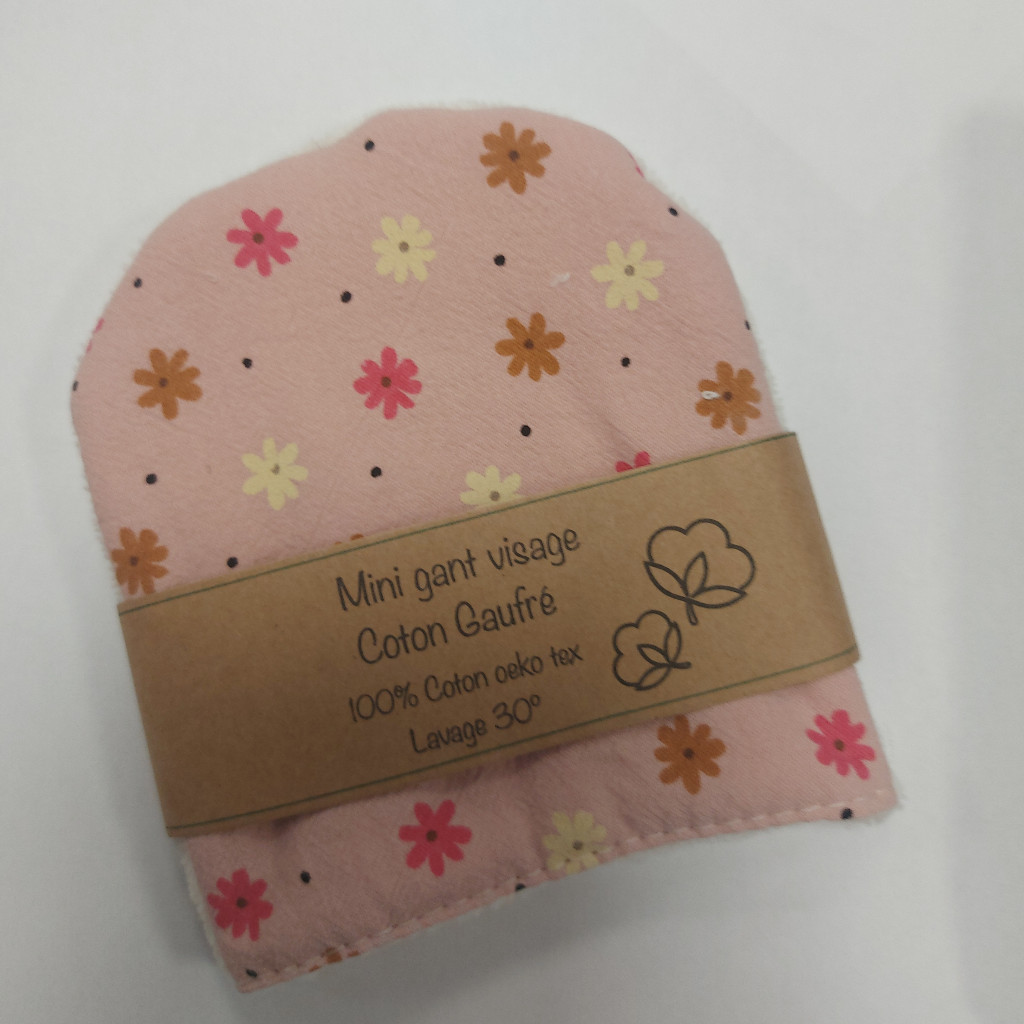 Mini gant visage
Coton Gaufré
100% Coton oeko tex
Lavage 30°